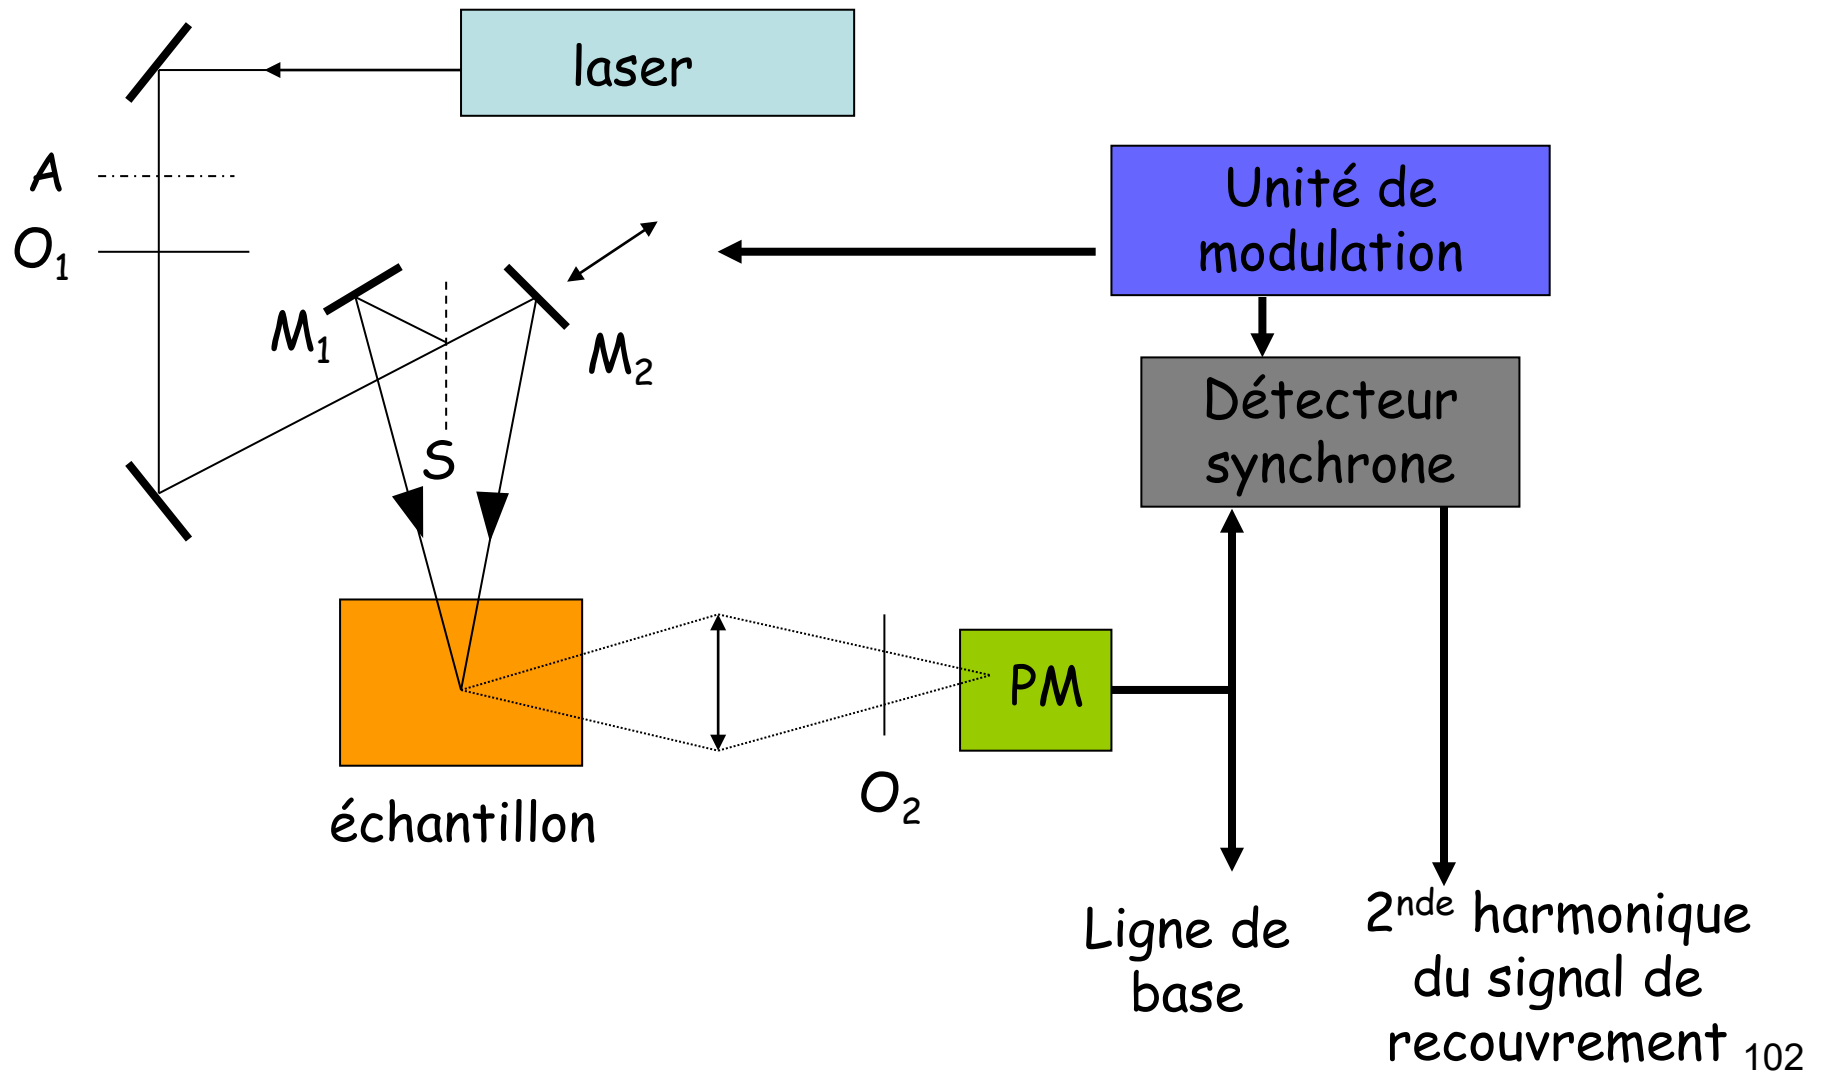 laser
A
O1
Unité de
modulation
M1
M2
S
Détecteur
synchrone
PM
O2
échantillon
Ligne de
base
2nde harmonique
du signal de
recouvrement
102